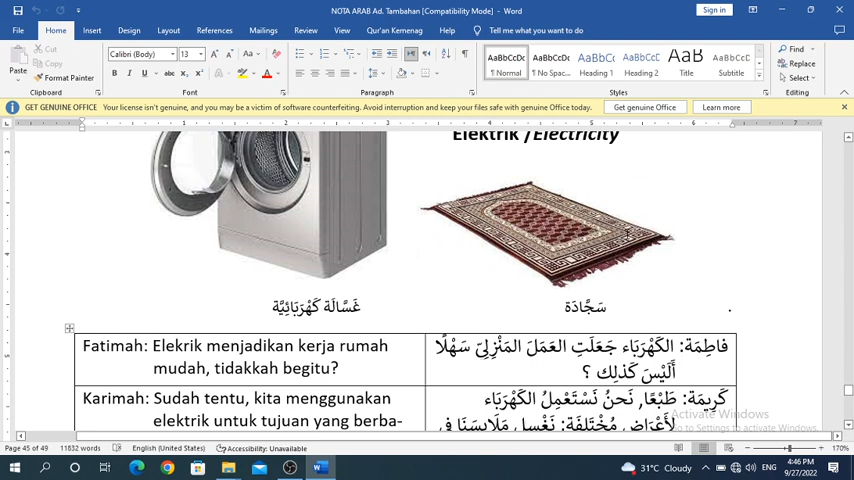 NOTA ARAB Ad. Tambahan [Compatibility Mode] - Word
Sign in
File Home Insert Draw Design Layout References Mailings Review View Qur'an Kemenag Help Tell me what you want to do
Cut
Copy
Format Painter
Paste
Clipboard
Calibri (Body) 13
Font
Paragraph
AaBbCcDc AaBbCcDc AaBbC AaBbCcC AaB AaBbCcD
¶ Normal ¶ No Spac... Heading 1 Heading 2 Title Subtitle
Styles
Find
Replace
Select
Editing
GET GENUINE OFFICE Your license isn't genuine, and you may be a victim of software counterfeiting. Avoid interruption and keep your files safe with genuine Office today. Get genuine Office Learn more
Elektrik /Electricity
غَسَّالَة كَهْرَبَائِيَّة
سَجَّادَة
.
فاطِمَة: الكَهْرَبَاء جَعَلَتِ العَمَلَ المَنْزِلِىّ سَهْلًا
أَلَيْسَ كَذلِك ؟
Fatimah: Elekrik menjadikan kerja rumah
mudah, tidakkah begitu?
كَرِيمَة: طَبْعًا, نَحنُ نَسْتَعْمِلُ الكَهْرَبَاء
لِأَعْرَاضٍ مُخْتَلِفَة: نَغْسِل مَلَابِسَنَا فِى
Karimah: Sudah tentu, kita menggunakan
elektrik untuk tujuan yang berba-
Activate Windows
Go to Settings to activate Windows.
Page 45 of 49 11832 words English (United States) Accessibility: Unavailable 170%
31°C Cloudy ENG 4:46 PM 9/27/2022